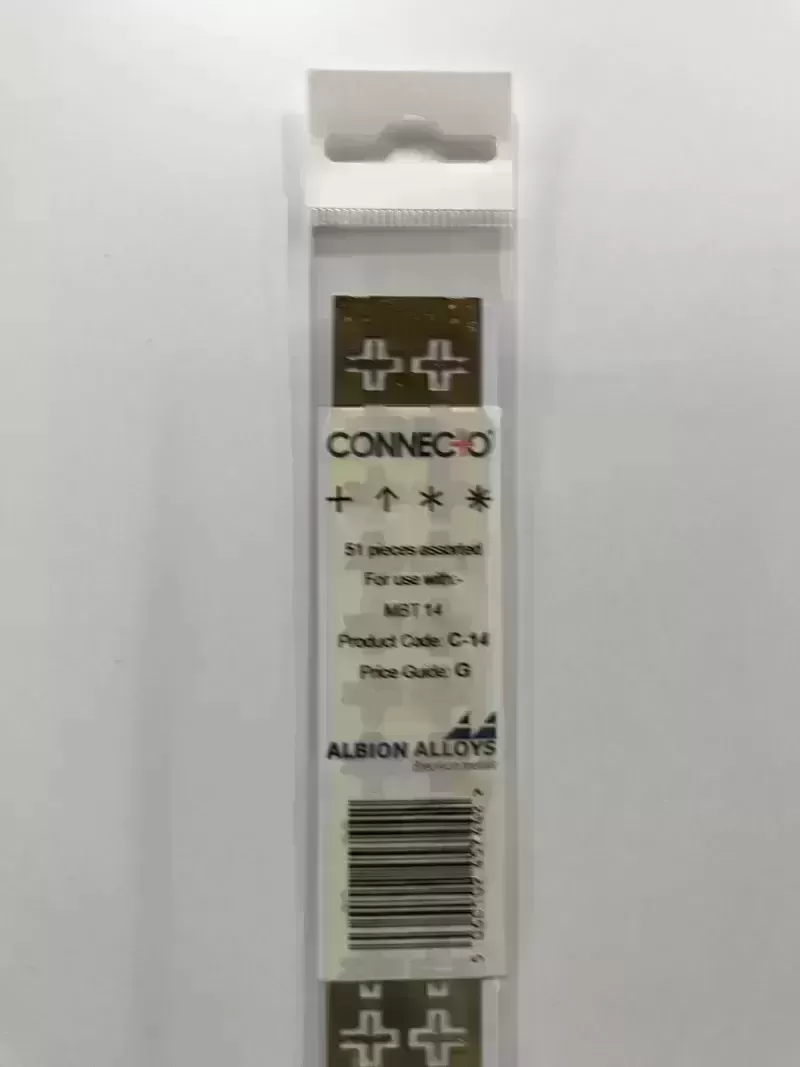 CONNECTO
51 pieces assorted
For use with:-
MBT 14
Product Code: C-14
Price Guide: G
ALBION ALLOYS